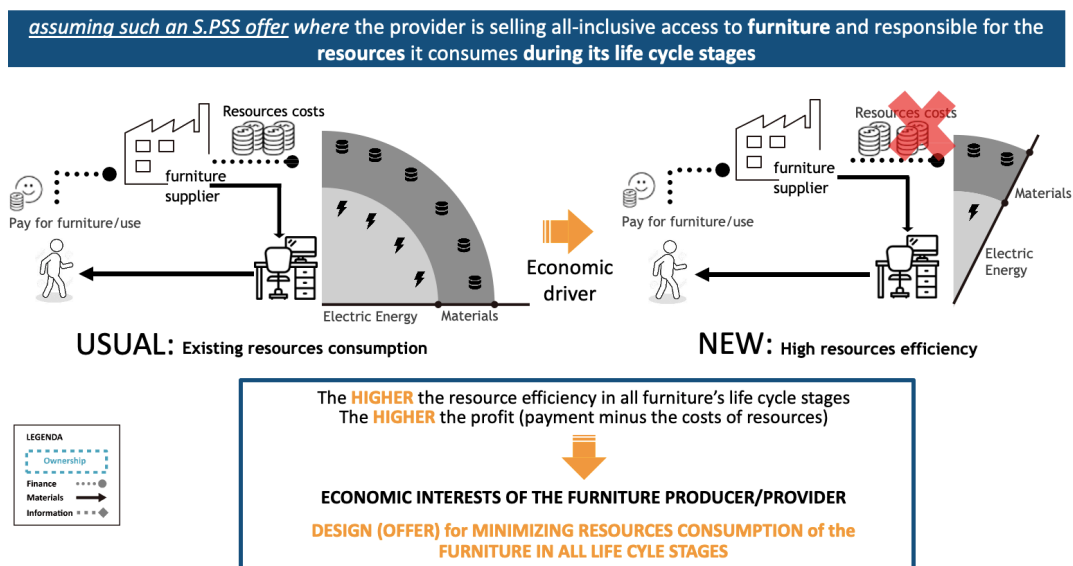 assuming such an S.PSS offer where the provider is selling all-inclusive access to furniture and responsible for the
resources it consumes during its life cycle stages
Resources costs
furniture
supplier
Pay for furniture/use
Electric Energy
Materials
USUAL: Existing resources consumption
Economic
driver
Resources costs
furniture
supplier
Pay for furniture/use
Materials
Electric
Energy
NEW: High resources efficiency
The HIGHER the resource efficiency in all furniture’s life cycle stages
The HIGHER the profit (payment minus the costs of resources)
ECONOMIC INTERESTS OF THE FURNITURE PRODUCER/PROVIDER
DESIGN (OFFER) for MINIMIZING RESOURCES CONSUMPTION of the
FURNITURE IN ALL LIFE CYLE STAGES
LEGENDA
Ownership
Finance
Materials
Information